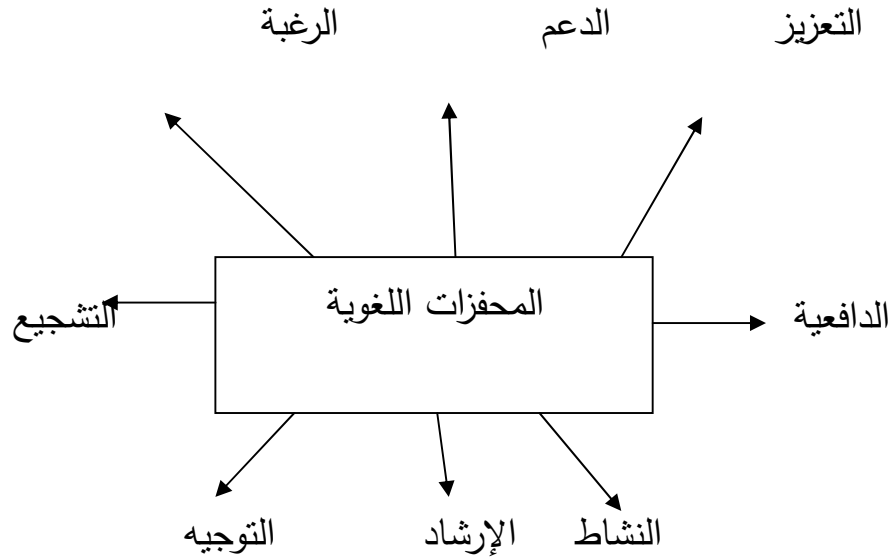 التعزيز الدعم الرغبة
المحفزات اللغوية
الدافعية
التشجيع
النشاط الإرشاد التوجيه